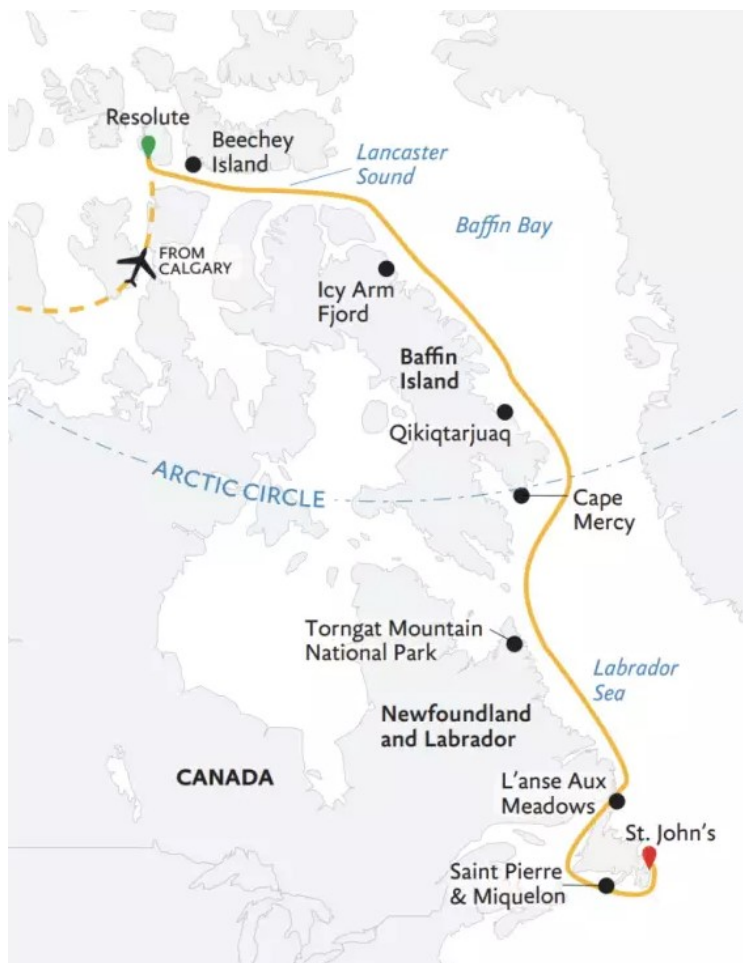 Resolute
Beechey
Island
Lancaster
Sound
Baffin Bay
FROM
CALGARY
Icy Arm
Fjord
Baffin
Island
Qikiqtarjuaq
ARCTIC CIRCLE
Cape
Mercy
Torngat Mountain
National Park
Labrador
Sea
Newfoundland
and Labrador
CANADA
L'anse Aux
Meadows
St. John's
Saint Pierre
& Miquelon